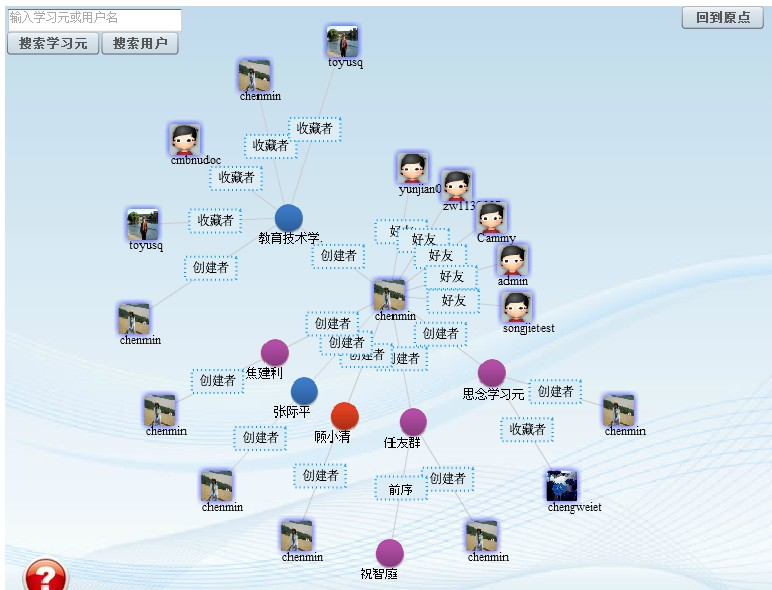 输入学习元或用户名
回到原点
搜索学习元
搜索用户
toyusq
chenmin
收藏者
收藏者
cmbnudoc
收藏者
yunjian0
zw113
Cammy
toyusq
收藏者
教育技术学.
好友
好友
好友
好友
创建者
创建者
admin
好友
chenmin
songjietest
chenmin
创建者
创建者
创建者
创建者
创建者
焦建利
创建者
张际平
思念学习元
创建者
收藏者
chenmin
chenmin
创建者
顾小清
任友群
创建者
创建者
前序
chenmin
chengweiet
chenmin
chenmin
祝智庭
?